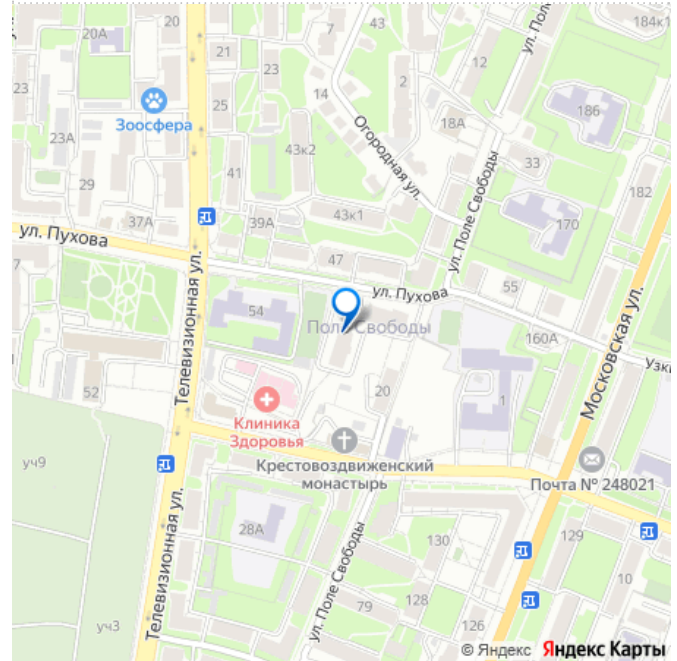 20А
20
20
7
12
184к1
ул. Поле
21
23
23
2
186
25
14
18А
Зоосфера
Огородная ул.
23А
43к2
33
182
29
41
ул. Поле Свободы
170
37А
39А
43к1
ул. Пухова
47
55
7
ул. Пухова
54
Поле Свободы
160А
Узки
Телевизионная ул.
Московская ул.
52
20
1
Клиника
Здоровья
Крестовоздвиженский
монастырь
Почта № 248021
уч9
28А
130
129
Телевизионная ул.
ул. Поле Свободы
10
79
128
уч3
126
© Яндекс Яндекс Карты